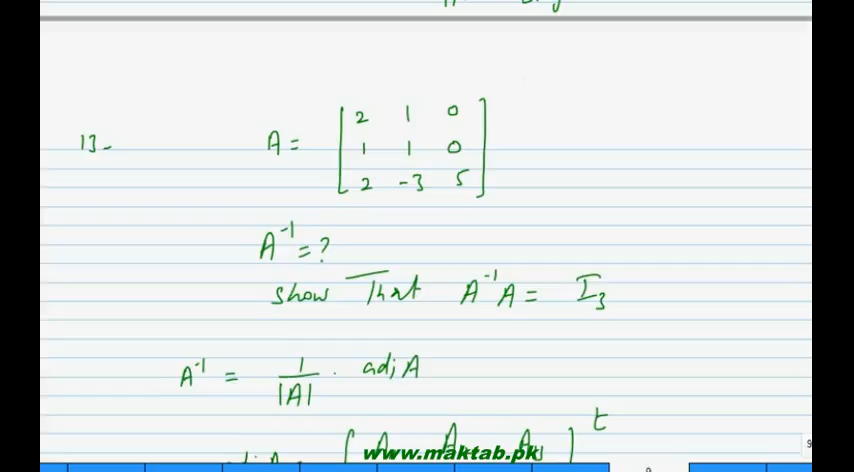 13- A = [ 2 1 0
1 1 0
2 -3 5 ]
A⁻¹ = ?
Show That A⁻¹A = I₃
A⁻¹ = 1/|A| . adj A
t
www.maktab.pk
9